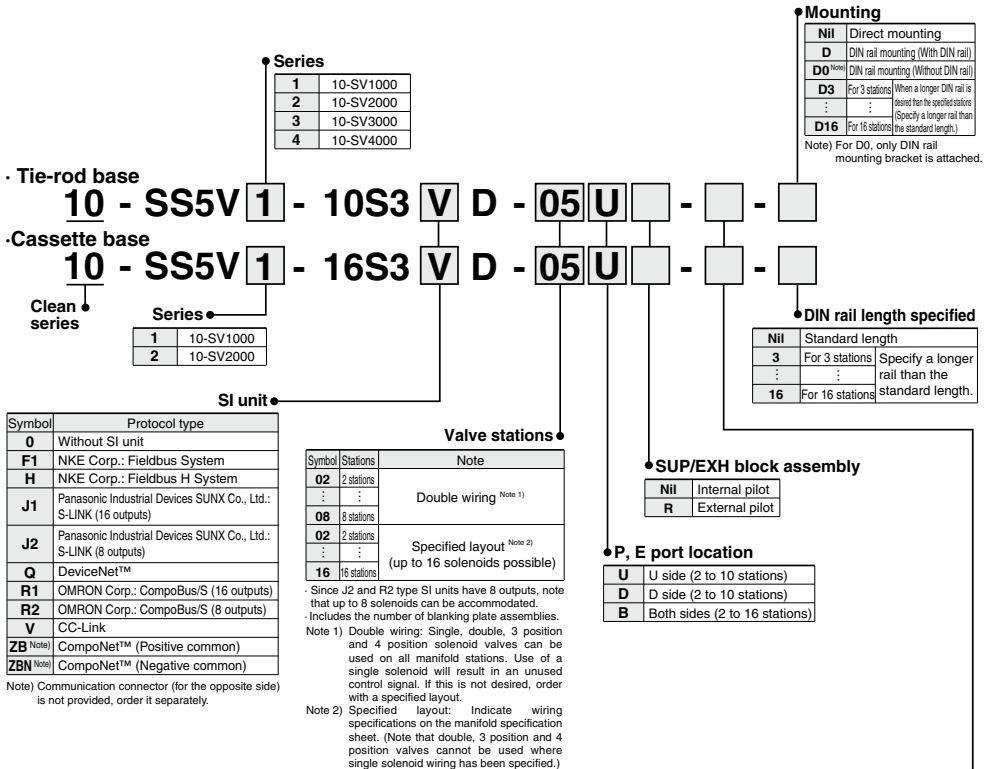 Mounting
Nil Direct mounting
D DIN rail mounting (With DIN rail)
D0 Note) DIN rail mounting (Without DIN rail)
D3 For 3 stations When a longer DIN rail is desired than the specified stations (Specify a longer rail than the standard length.)
⋮ ⋮
D16 For 16 stations
Note) For D0, only DIN rail
mounting bracket is attached.
Series
1 10-SV1000
2 10-SV2000
3 10-SV3000
4 10-SV4000
· Tie-rod base
10 - SS5V 1 - 10S3 V D - 05 U □ - □ - □
·Cassette base
10 - SS5V 1 - 16S3 V D - 05 U □ - □ - □
Clean
series
Series
1 10-SV1000
2 10-SV2000
DIN rail length specified
Nil Standard length
3 For 3 stations Specify a longer rail than the standard length.
⋮ ⋮
16 For 16 stations
SI unit
Symbol Protocol type
0 Without SI unit
F1 NKE Corp.: Fieldbus System
H NKE Corp.: Fieldbus H System
J1 Panasonic Industrial Devices SUNX Co., Ltd.:
S-LINK (16 outputs)
J2 Panasonic Industrial Devices SUNX Co., Ltd.:
S-LINK (8 outputs)
Q DeviceNet™
R1 OMRON Corp.: CompoBus/S (16 outputs)
R2 OMRON Corp.: CompoBus/S (8 outputs)
V CC-Link
ZB Note) CompoNet™ (Positive common)
ZBN Note) CompoNet™ (Negative common)
Note) Communication connector (for the opposite side)
is not provided, order it separately.
Valve stations
Symbol Stations Note
02 2 stations
⋮ ⋮ Double wiring Note 1)
08 8 stations
02 2 stations
⋮ ⋮ Specified layout Note 2)
(up to 16 solenoids possible)
16 16 stations
· Since J2 and R2 type SI units have 8 outputs, note
that up to 8 solenoids can be accommodated.
· Includes the number of blanking plate assemblies.
Note 1) Double wiring: Single, double, 3 position
and 4 position solenoid valves can be
used on all manifold stations. Use of a
single solenoid will result in an unused
control signal. If this is not desired, order
with a specified layout.
Note 2) Specified layout: Indicate wiring
specifications on the manifold specification
sheet. (Note that double, 3 position and 4
position valves cannot be used where
single solenoid wiring has been specified.)
SUP/EXH block assembly
Nil Internal pilot
R External pilot
P, E port location
U U side (2 to 10 stations)
D D side (2 to 10 stations)
B Both sides (2 to 16 stations)